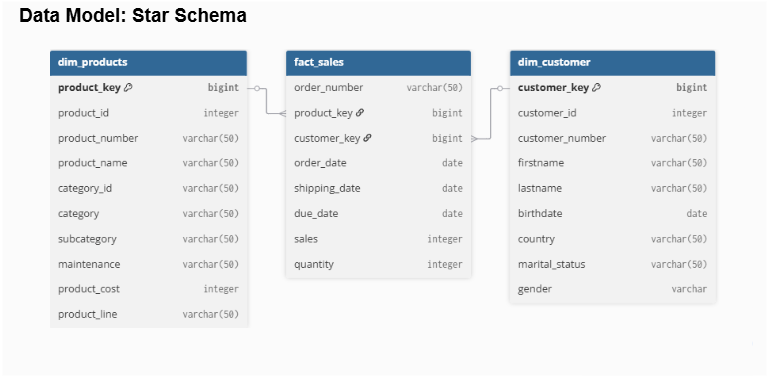 Data Model: Star Schema
dim_products
product_key bigint
product_id integer
product_number varchar(50)
product_name varchar(50)
category_id varchar(50)
category varchar(50)
subcategory varchar(50)
maintenance varchar(50)
product_cost integer
product_line varchar(50)
fact_sales
order_number varchar(50)
product_key bigint
customer_key bigint
order_date date
shipping_date date
due_date date
sales integer
quantity integer
dim_customer
customer_key bigint
customer_id integer
customer_number varchar(50)
firstname varchar(50)
lastname varchar(50)
birthdate date
country varchar(50)
marital_status varchar(50)
gender varchar